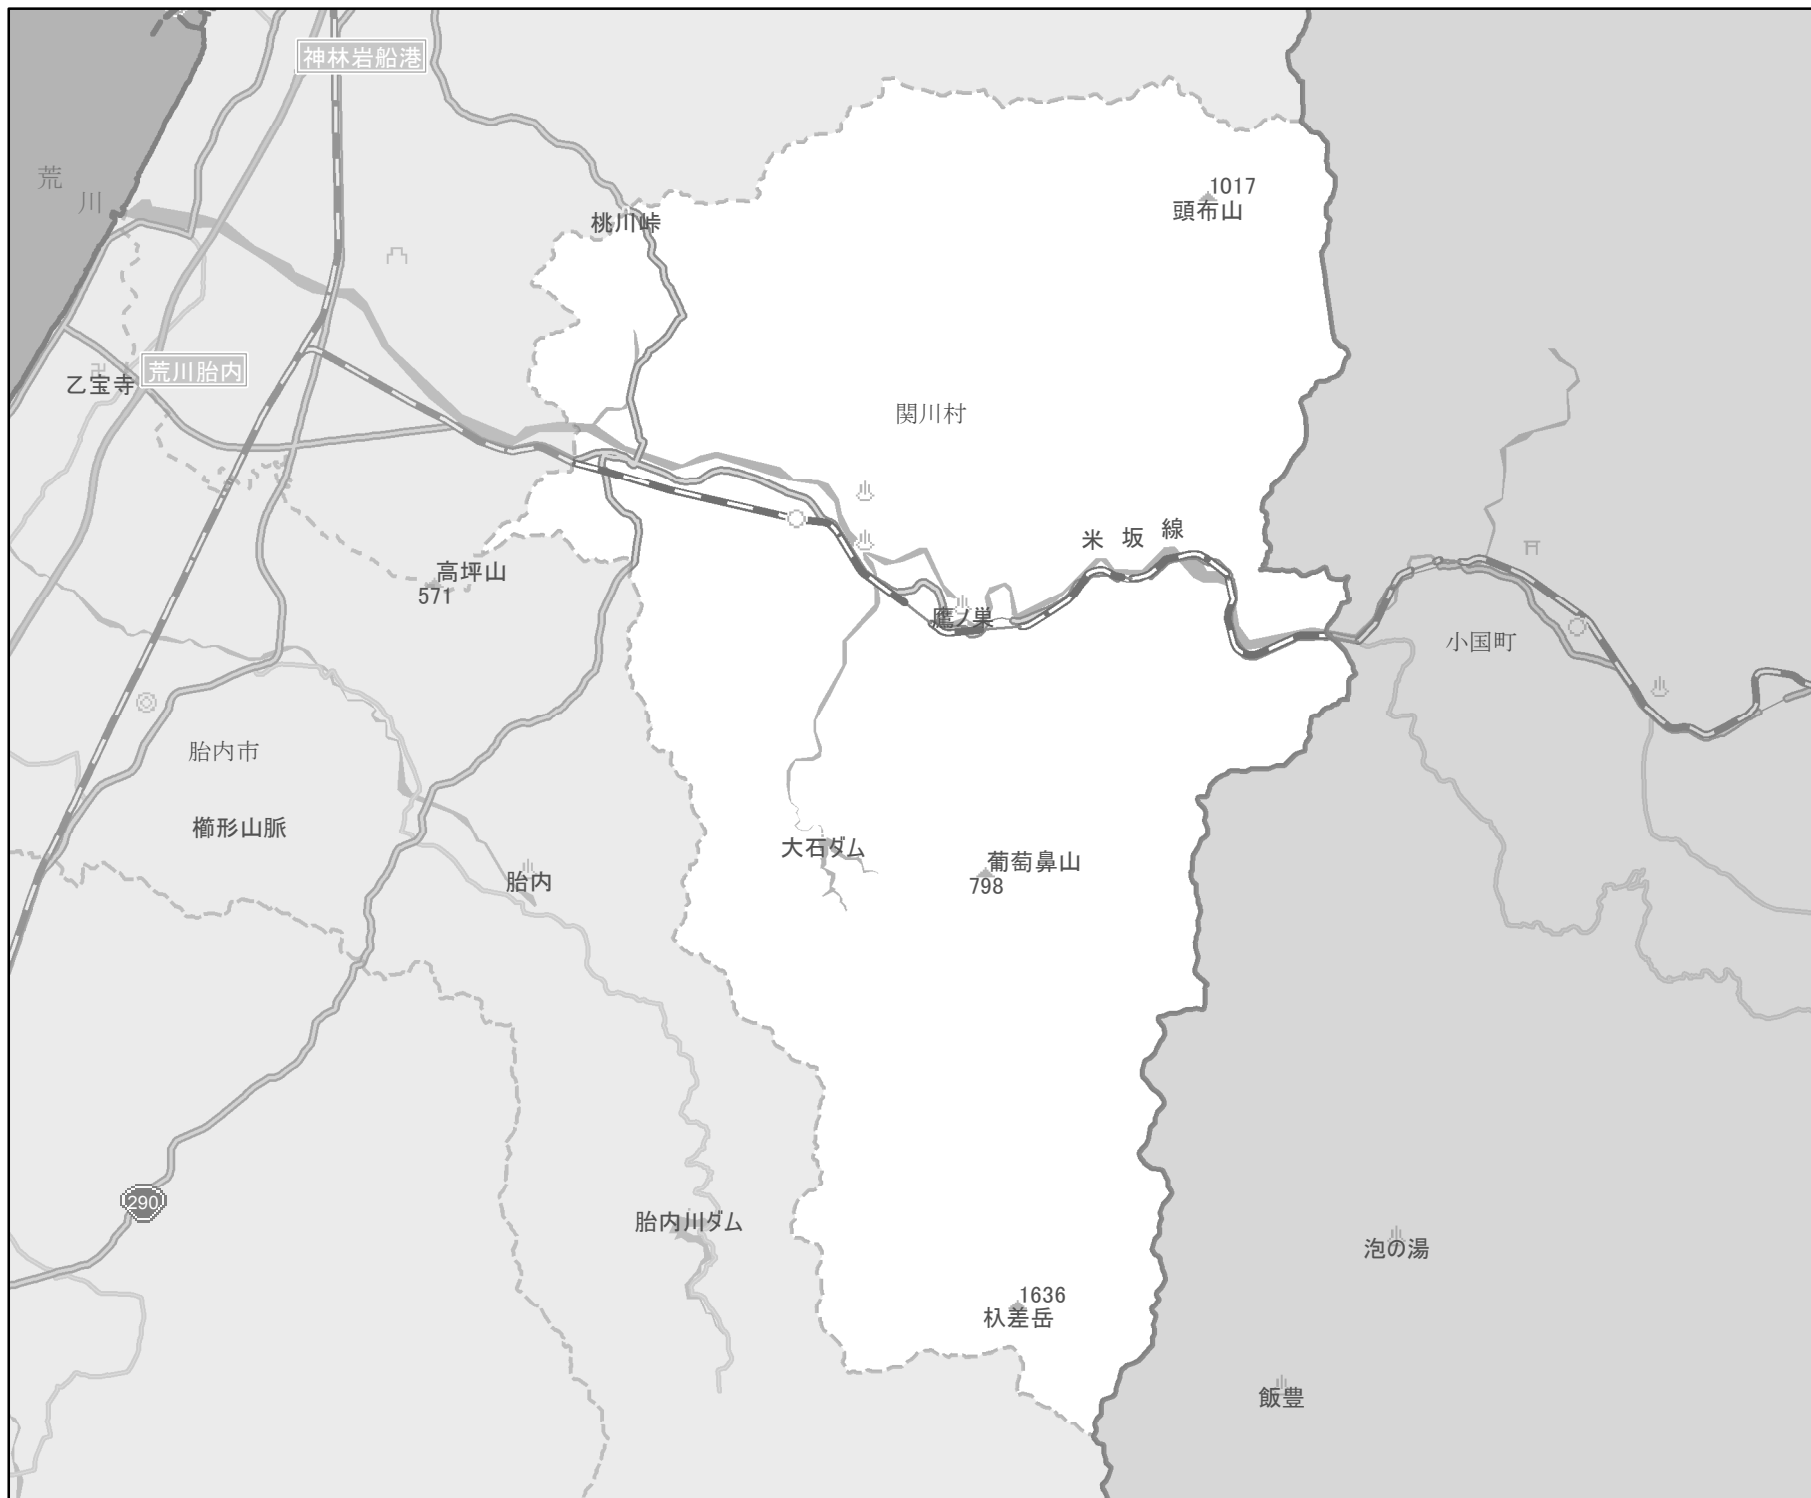 神林岩船港
荒
川
1017
頭布山
桃川峠
荒川胎内
乙宝寺
関川村
米坂線
高坪山
571
鷹ノ巣
小国町
胎内市
櫛形山脈
大石ダム
葡萄鼻山
798
胎内
290
胎内川ダム
泡の湯
1636
杁差岳
飯豊